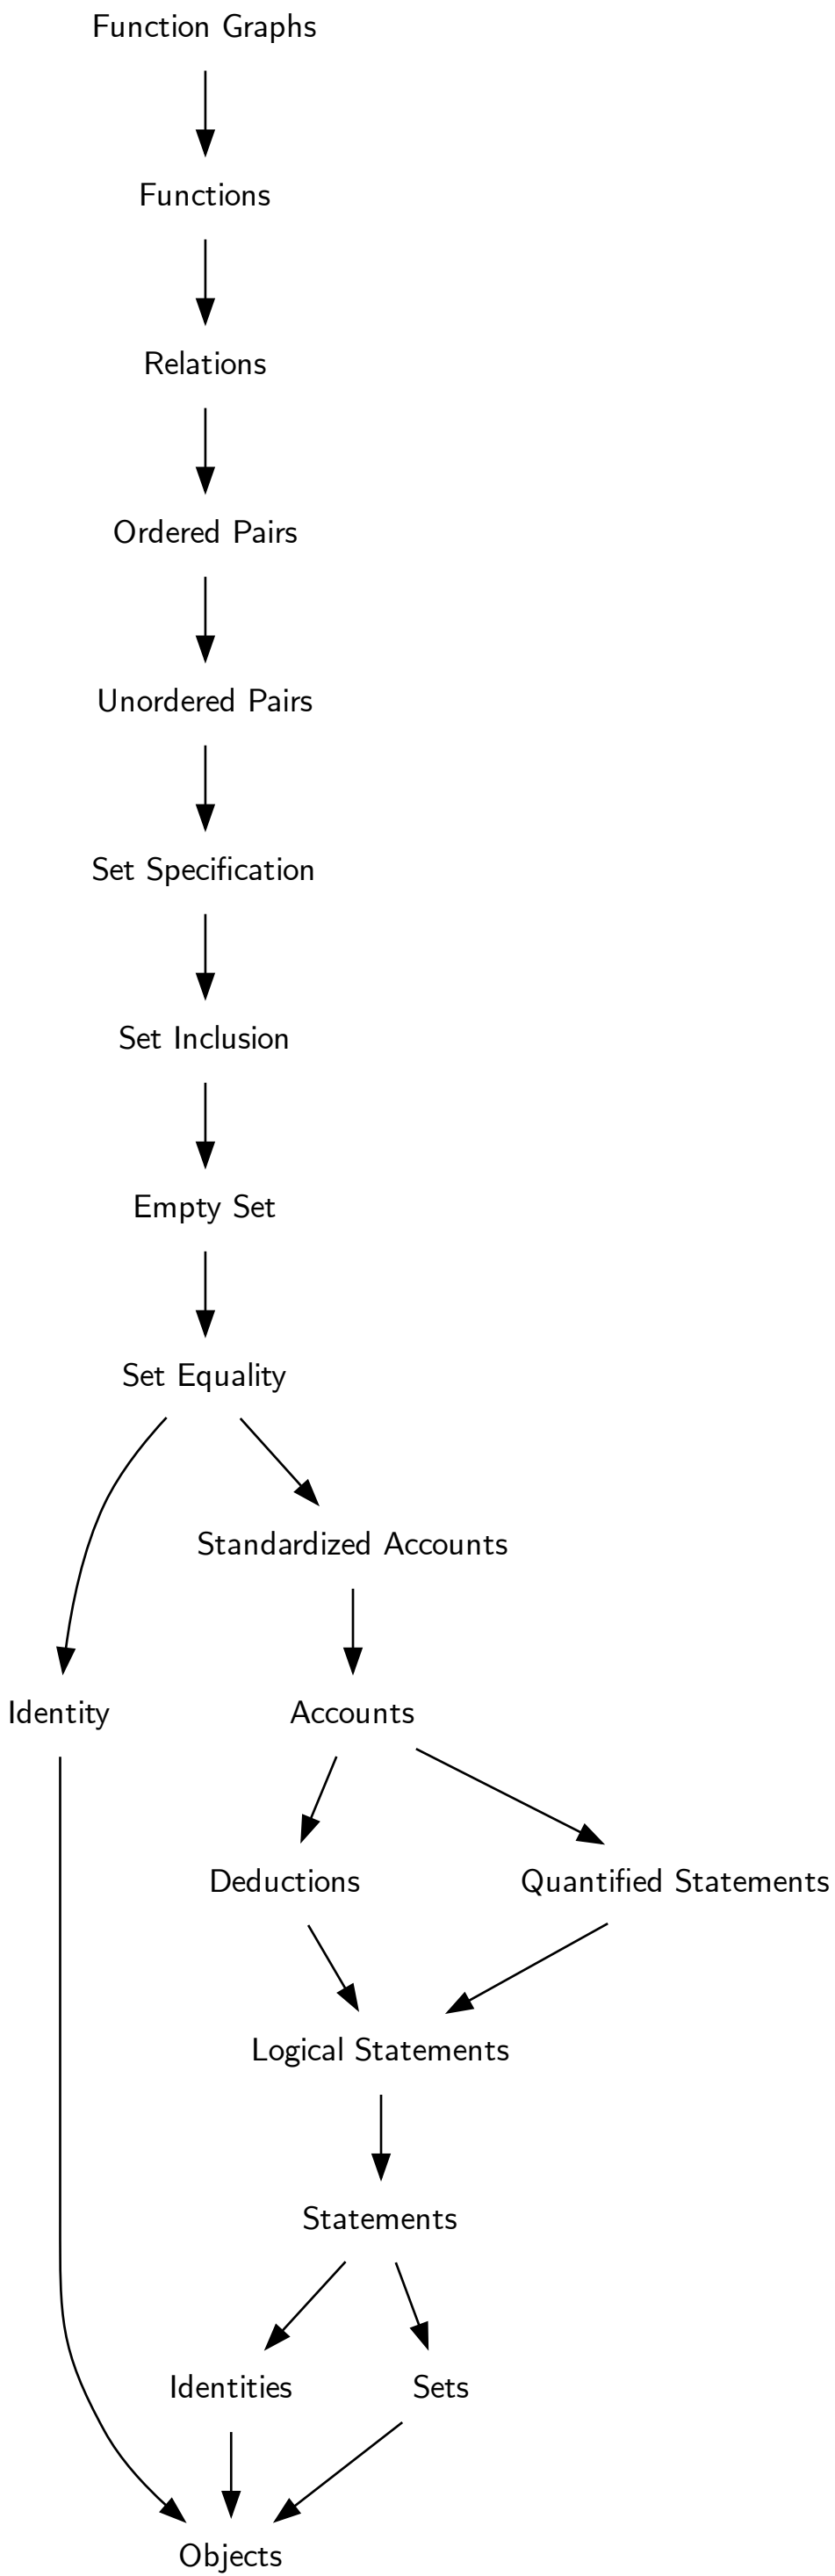 Function Graphs
Functions
Relations
Ordered Pairs
Unordered Pairs
Set Specification
Set Inclusion
Empty Set
Set Equality
Standardized Accounts
Identity
Accounts
Deductions
Quantified Statements
Logical Statements
Statements
Identities
Sets
Objects